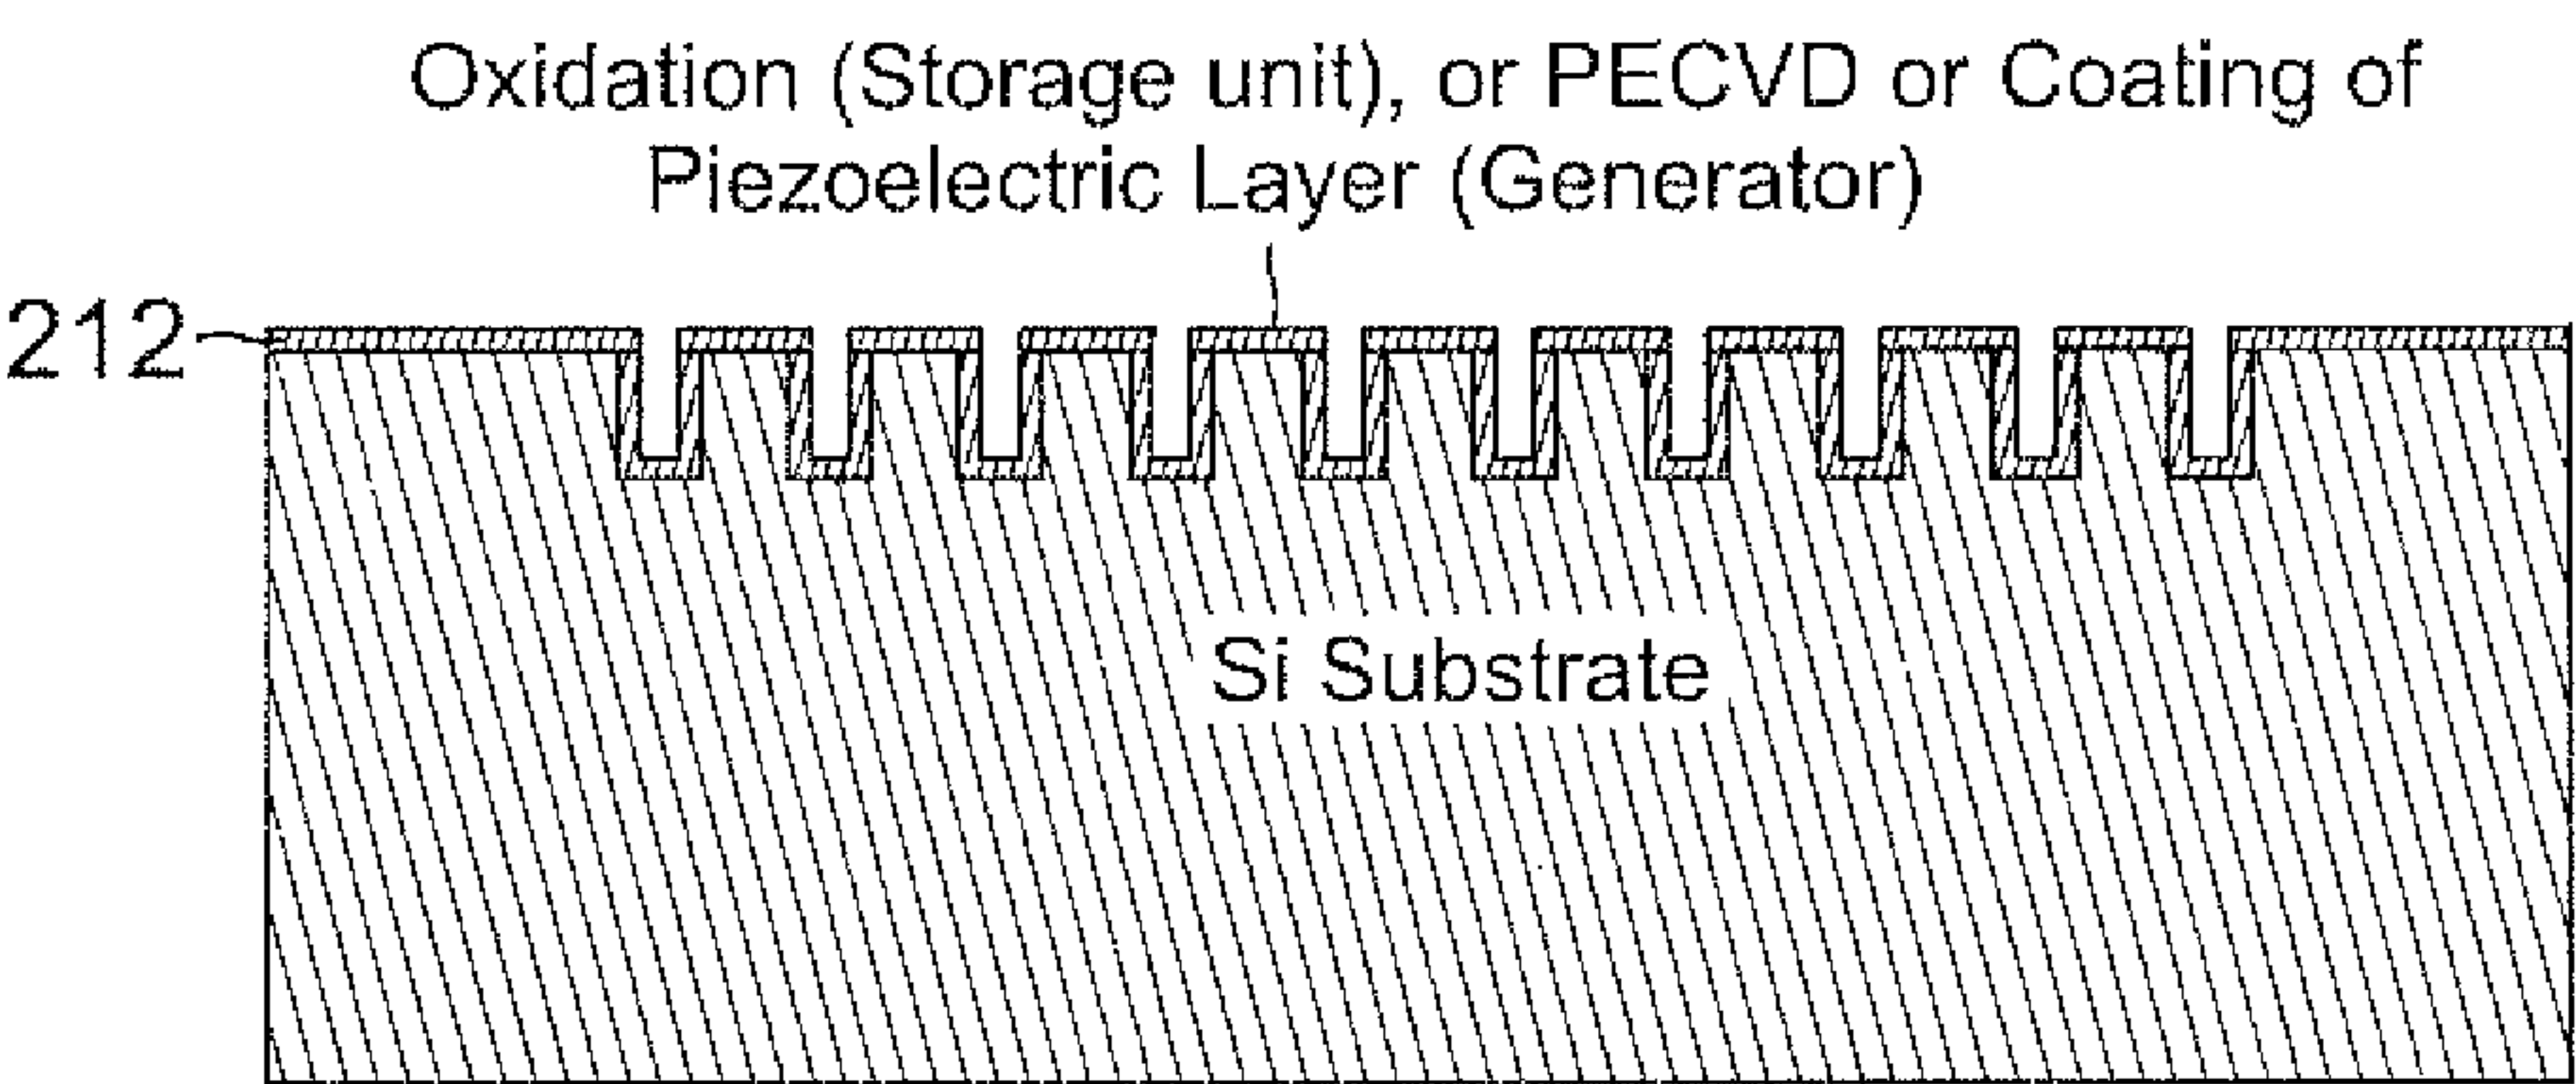 Oxidation (Storage unit), or PECVD or Coating of
Piezoelectric Layer (Generator)
212
Si Substrate